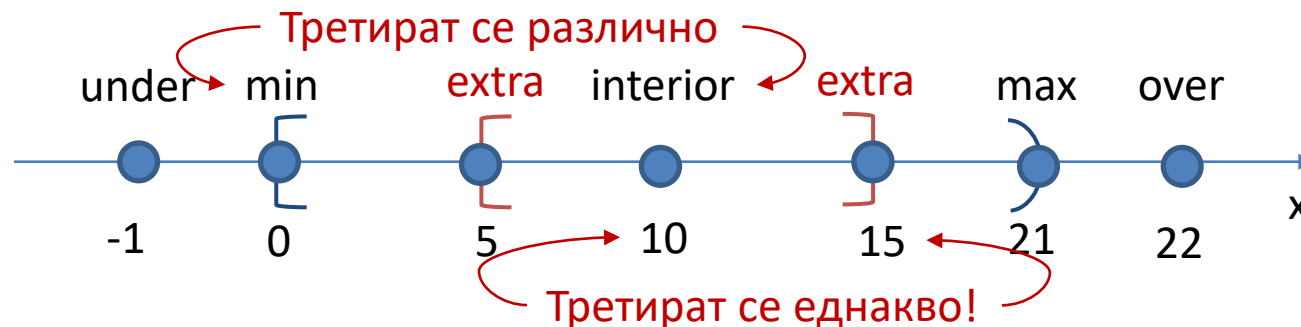 Третират се различно
under min extra interior extra max over
x
-1 0 5 10 15 21 22
Третират се еднакво!